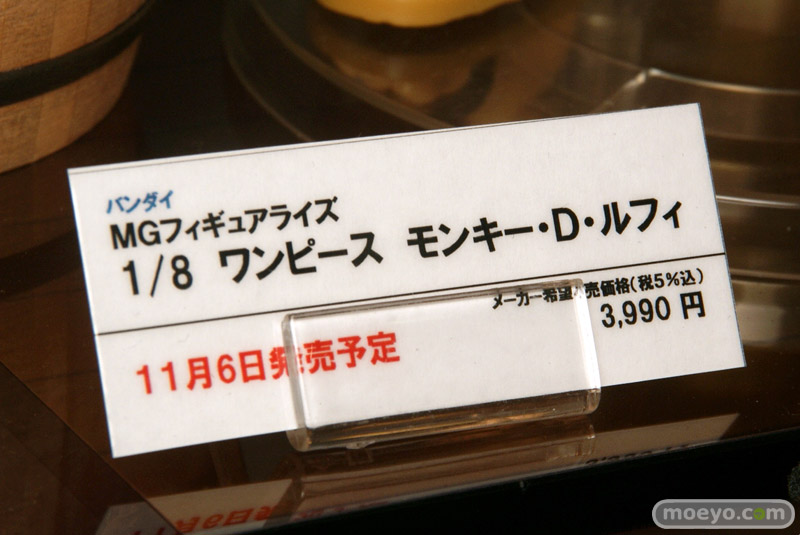 バンダイ
MGフィギュアライズ
1/8 ワンピース モンキー・D・ルフィ
メーカー希望小売価格(税5%込)
3,990 円
11月6日発売予定
moeyo.com